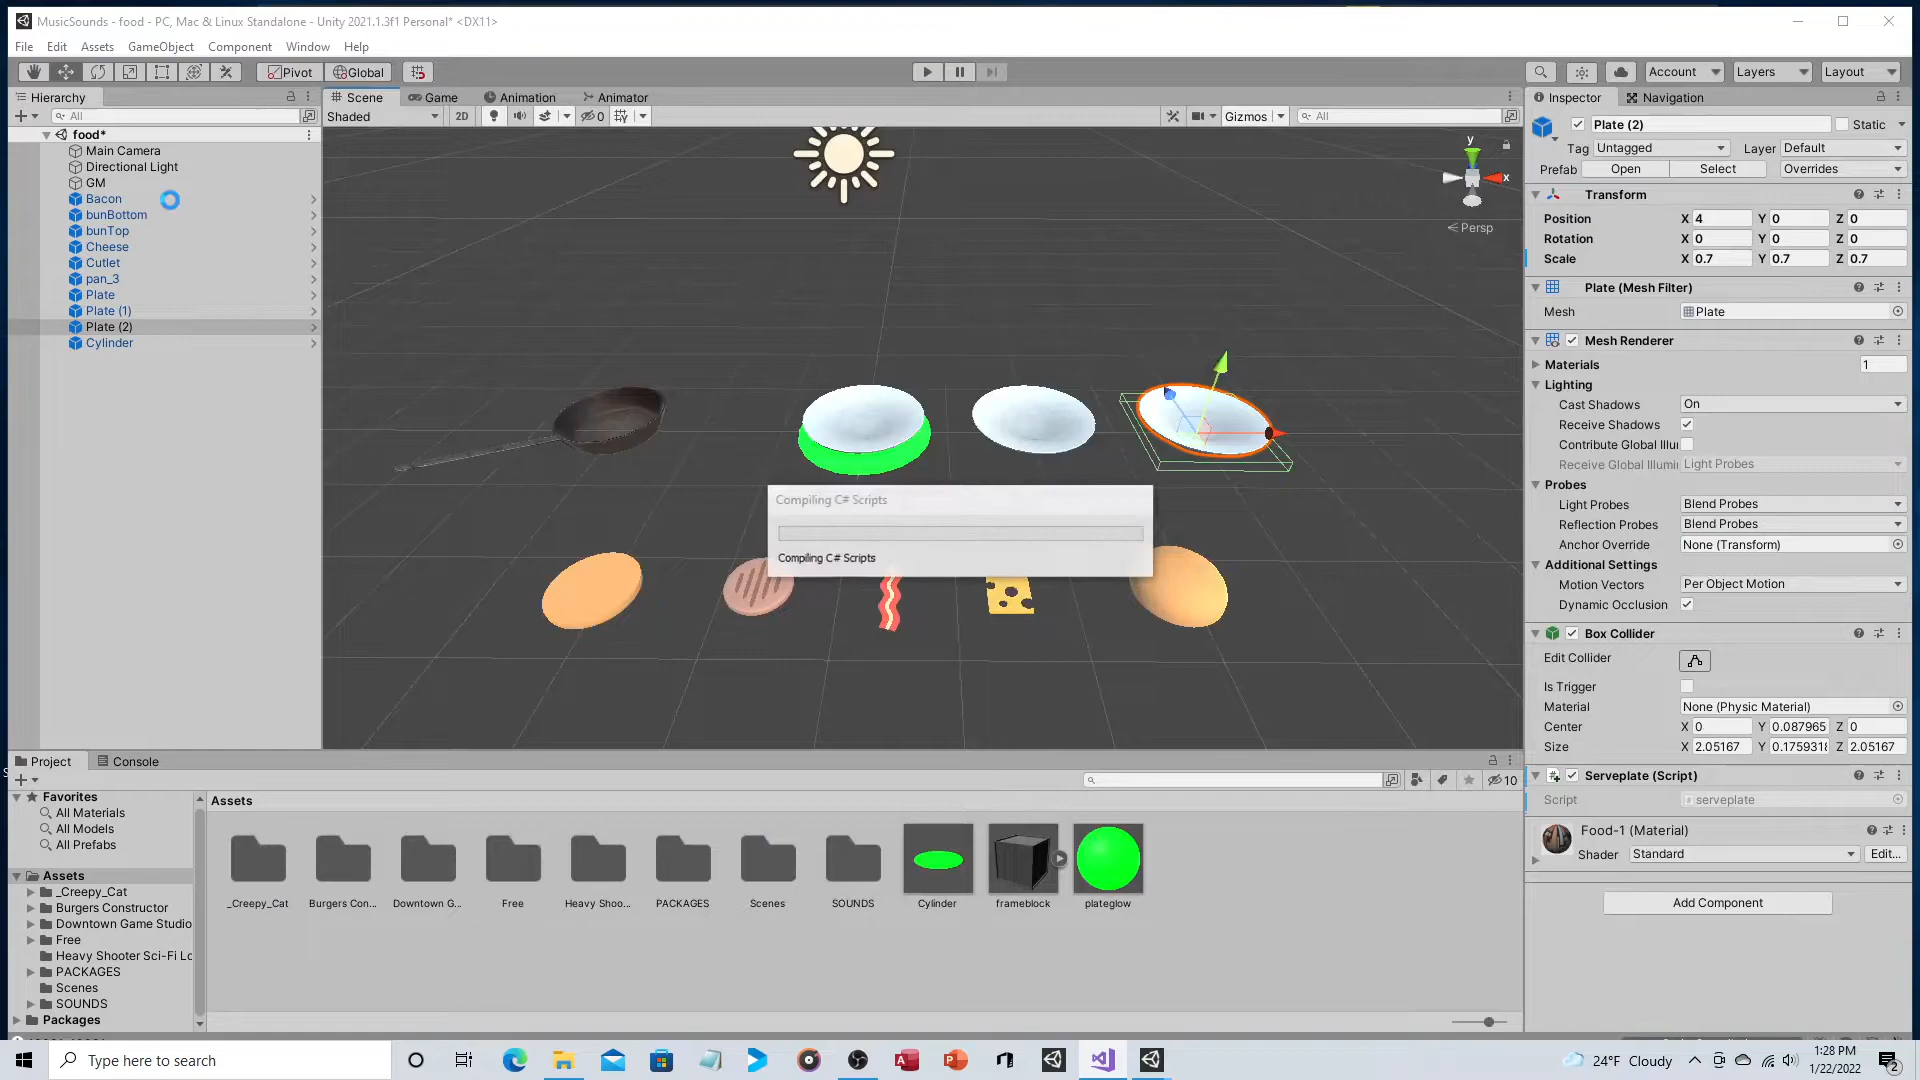 MusicSounds - food - PC, Mac & Linux Standalone - Unity 2021.1.3f1 Personal* <DX11>
File Edit Assets GameObject Component Window Help
Pivot Global Account Layers Layout
Hierarchy
All
food*
Main Camera
Directional Light
GM
Bacon
bunBottom
bunTop
Cheese
Cutlet
pan_3
Plate
Plate (1)
Plate (2)
Cylinder
Scene Game Animation Animator
Shaded 2D 0 Gizmos All
y
x
Persp
Compiling C# Scripts
Compiling C# Scripts
Inspector Navigation
Plate (2) Static
Tag Untagged Layer Default
Prefab Open Select Overrides
Transform
Position X 4 Y 0 Z 0
Rotation X 0 Y 0 Z 0
Scale X 0.7 Y 0.7 Z 0.7
Plate (Mesh Filter)
Mesh Plate
Mesh Renderer
Materials 1
Lighting
Cast Shadows On
Receive Shadows
Contribute Global Illu
Receive Global Illumi Light Probes
Probes
Light Probes Blend Probes
Reflection Probes Blend Probes
Anchor Override None (Transform)
Additional Settings
Motion Vectors Per Object Motion
Dynamic Occlusion
Box Collider
Edit Collider
Is Trigger
Material None (Physic Material)
Center X 0 Y 0.087965 Z 0
Size X 2.05167 Y 0.1759318 Z 2.05167
Serveplate (Script)
Script serveplate
Food-1 (Material)
Shader Standard Edit...
Add Component
Project Console
10
Favorites
All Materials
All Models
All Prefabs
Assets
_Creepy_Cat
Burgers Constructor
Downtown Game Studio
Free
Heavy Shooter Sci-Fi Lo
PACKAGES
Scenes
SOUNDS
Packages
Assets
_Creepy_Cat Burgers Con... Downtown G... Free Heavy Shoo... PACKAGES Scenes SOUNDS Cylinder frameblock plateglow
Type here to search
24°F Cloudy
1:28 PM
1/22/2022
2